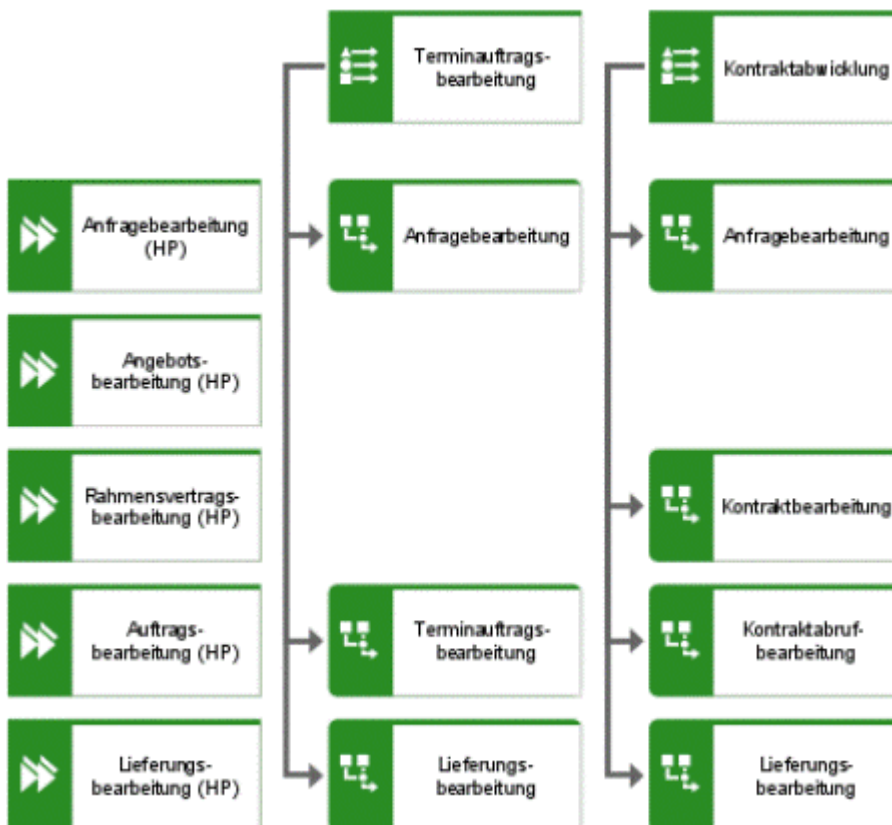 Terminauftrags-
bearbeitung
Kontraktabwicklung
Anfragebearbeitung
(HP)
Anfragebearbeitung
Anfragebearbeitung
Angebots-
bearbeitung (HP)
Rahmensvertrags-
bearbeitung (HP)
Kontraktbearbeitung
Auftrags-
bearbeitung (HP)
Terminauftrags-
bearbeitung
Kontraktabruf-
bearbeitung
Lieferungs-
bearbeitung (HP)
Lieferungs-
bearbeitung
Lieferungs-
bearbeitung